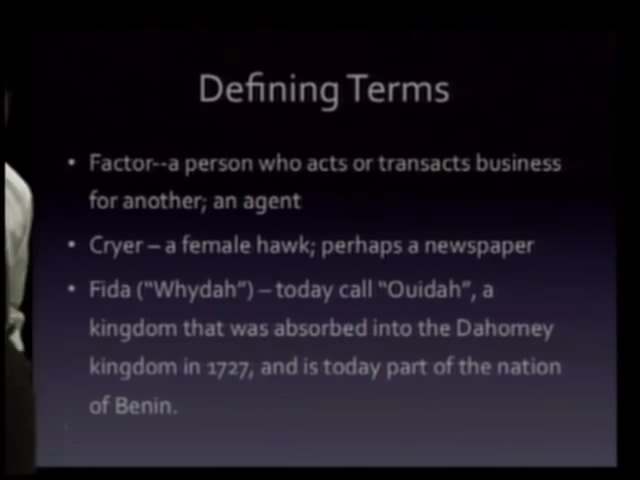 Defining Terms
• Factor--a person who acts or transacts business
for another; an agent
• Cryer – a female hawk; perhaps a newspaper
• Fida (“Whydah”) – today call “Ouidah”, a
kingdom that was absorbed into the Dahomey
kingdom in 1727, and is today part of the nation
of Benin.